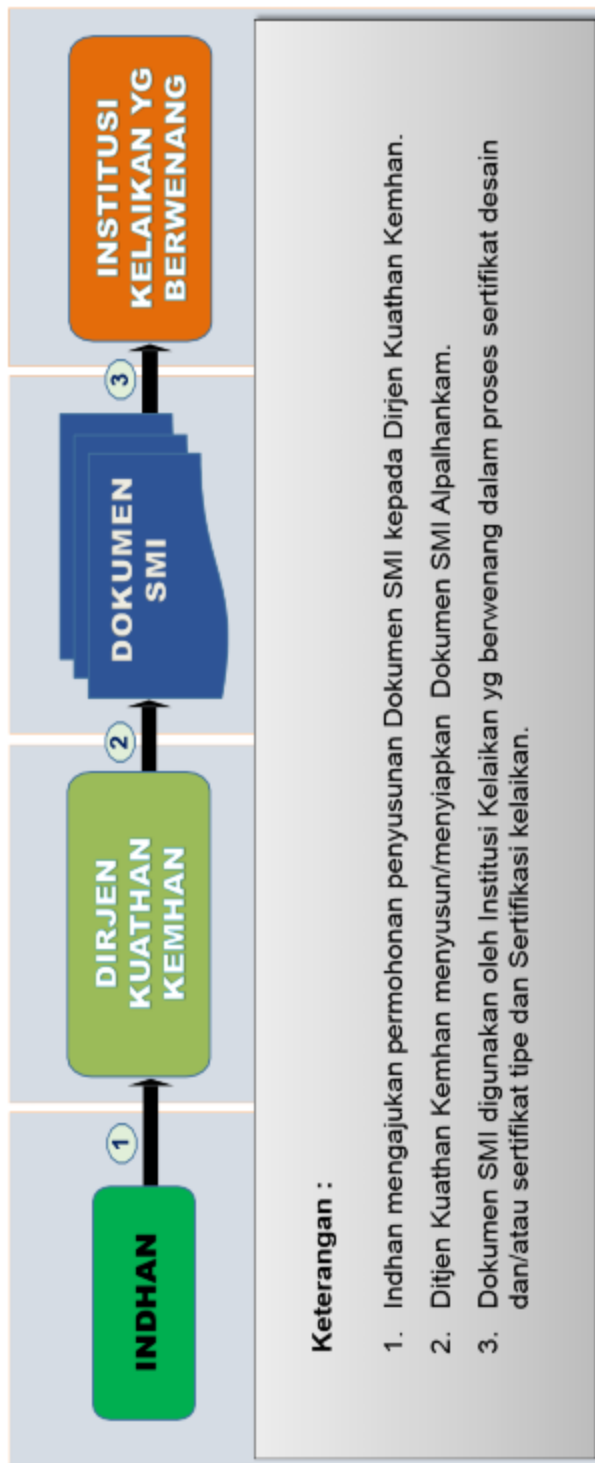 INDHAN
1
DIRJEN
KUATHAN
KEMHAN
2
DOKUMEN
SMI
3
INSTITUSI
KELAIKAN YG
BERWENANG
Keterangan :
1. Indhan mengajukan permohonan penyusunan Dokumen SMI kepada Dirjen Kuathan Kemhan.
2. Ditjen Kuathan Kemhan menyusun/menyiapkan Dokumen SMI Alpalhankam.
3. Dokumen SMI digunakan oleh Institusi Kelaikan yg berwenang dalam proses sertifikat desain
dan/atau sertifikat tipe dan Sertifikasi kelaikan.